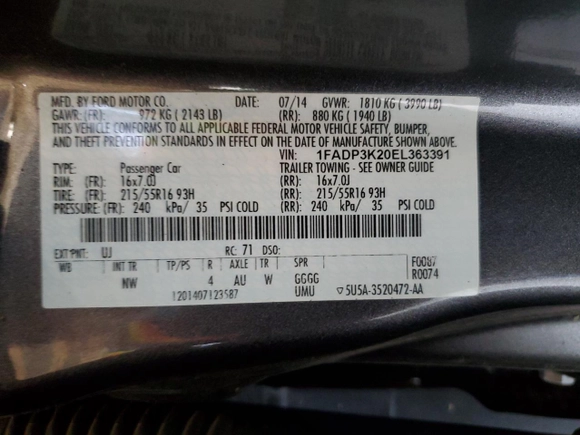 MFD. BY FORD MOTOR CO. DATE: 07/14 GVWR: 1810 KG ( 3990 LB)
GAWR: (FR): 972 KG ( 2143 LB) (RR): 880 KG ( 1940 LB)
THIS VEHICLE CONFORMS TO ALL APPLICABLE FEDERAL MOTOR VEHICLE SAFETY, BUMPER,
AND THEFT PREVENTION STANDARDS IN EFFECT ON THE DATE OF MANUFACTURE SHOWN ABOVE.
VIN: 1FADP3K20EL363391
TYPE: Passenger Car TRAILER TOWING - SEE OWNER GUIDE
RIM: (FR): 16x7.0J (RR): 16x7.0J
TIRE: (FR): 215/55R16 93H (RR): 215/55R16 93H
PRESSURE: (FR): 240 kPa/ 35 PSI COLD (RR): 240 kPa/ 35 PSI COLD
EXT PNT: UJ RC: 71 DSO:
WB INT TR TP/PS R AXLE TR SPR
NW 4 AU W GGGG
UMU
F0087
R0074
1201407123587
▽5U5A-3520472-AA